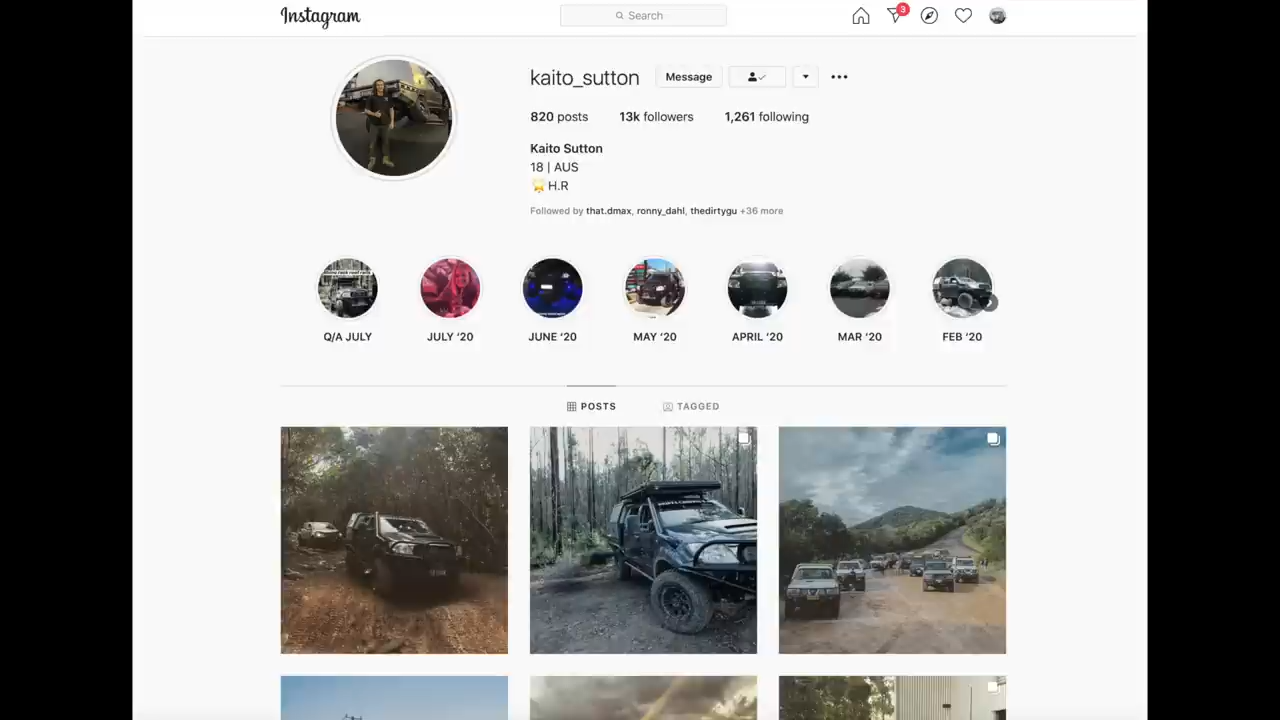 Instagram
Search
3
kaito_sutton
Message
820 posts 13k followers 1,261 following
Kaito Sutton
18 | AUS
H.R
Followed by that.dmax, ronny_dahl, thedirtygu +36 more
Q/A JULY
JULY ‘20
JUNE ‘20
MAY ‘20
APRIL ‘20
MAR ‘20
FEB ‘20
POSTS
TAGGED